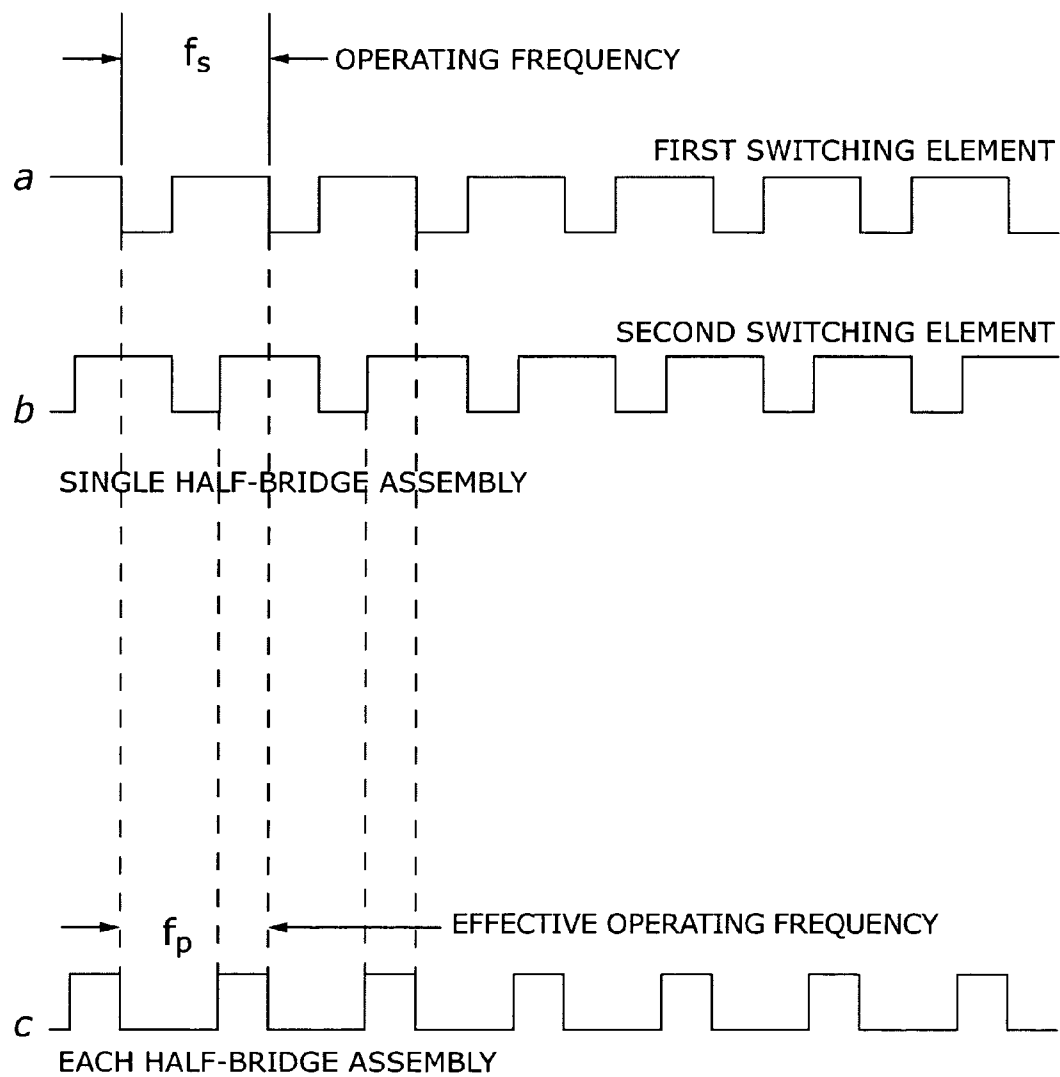 fs
OPERATING FREQUENCY
FIRST SWITCHING ELEMENT
a
SECOND SWITCHING ELEMENT
b
SINGLE HALF-BRIDGE ASSEMBLY
fp
EFFECTIVE OPERATING FREQUENCY
c
EACH HALF-BRIDGE ASSEMBLY